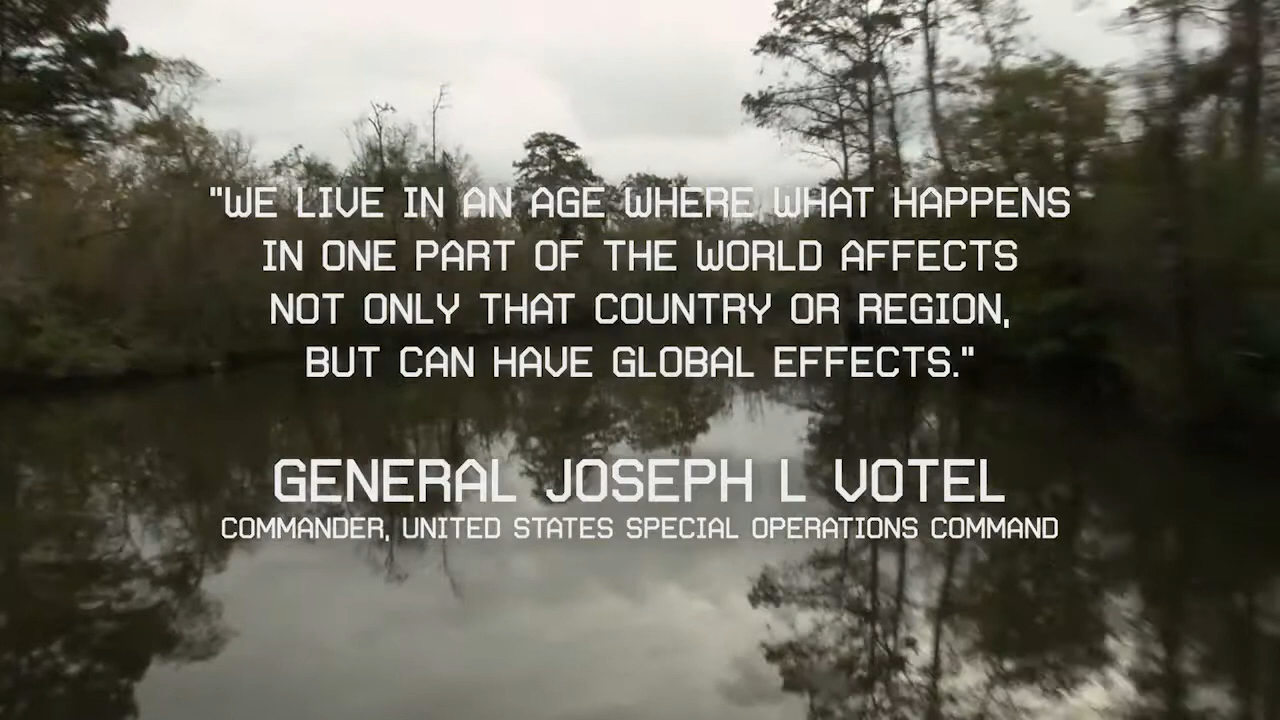 "WE LIVE IN AN AGE WHERE WHAT HAPPENS
IN ONE PART OF THE WORLD AFFECTS
NOT ONLY THAT COUNTRY OR REGION,
BUT CAN HAVE GLOBAL EFFECTS."
GENERAL JOSEPH L VOTEL
COMMANDER, UNITED STATES SPECIAL OPERATIONS COMMAND